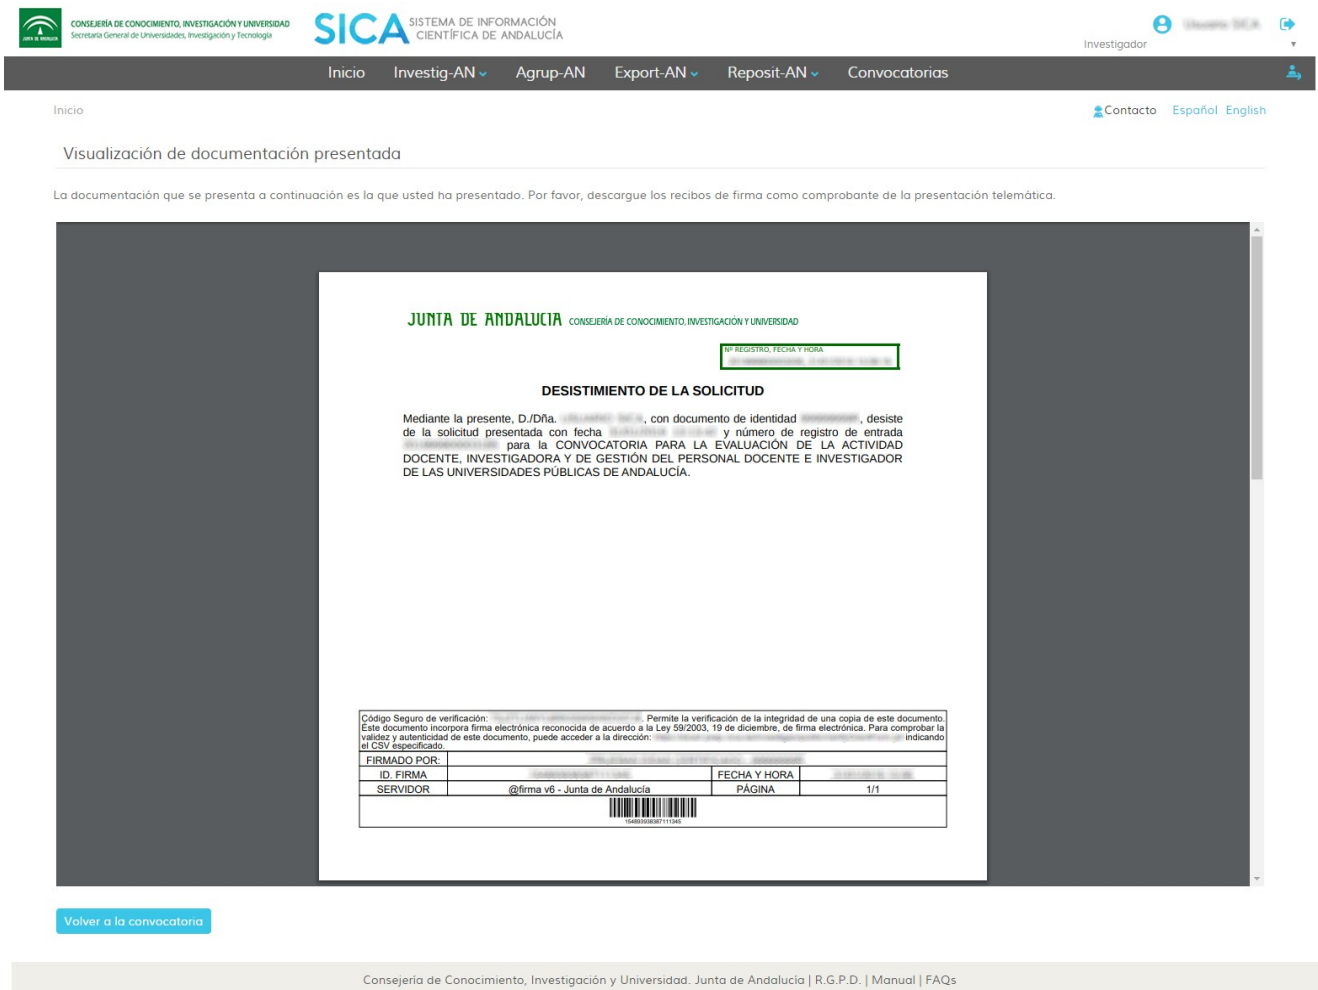 CONSEJERÍA DE CONOCIMIENTO, INVESTIGACIÓN Y UNIVERSIDAD
Secretaría General de Universidades, Investigación y Tecnología
JUNTA DE ANDALUCIA
SICA SISTEMA DE INFORMACIÓN
CIENTÍFICA DE ANDALUCÍA
Usuario SICA
Investigador
Inicio Investig-AN Agrup-AN Export-AN Reposit-AN Convocatorias
Inicio
Contacto Español English
Visualización de documentación presentada
La documentación que se presenta a continuación es la que usted ha presentado. Por favor, descargue los recibos de firma como comprobante de la presentación telemática.
JUNTA DE ANDALUCIA CONSEJERÍA DE CONOCIMIENTO, INVESTIGACIÓN Y UNIVERSIDAD
Nº REGISTRO, FECHA Y HORA
DESISTIMIENTO DE LA SOLICITUD
Mediante la presente, D./Dña. USUARIO SICA, con documento de identidad , desiste
de la solicitud presentada con fecha y número de registro de entrada
para la CONVOCATORIA PARA LA EVALUACIÓN DE LA ACTIVIDAD
DOCENTE, INVESTIGADORA Y DE GESTIÓN DEL PERSONAL DOCENTE E INVESTIGADOR
DE LAS UNIVERSIDADES PÚBLICAS DE ANDALUCÍA.
Código Seguro de verificación: . Permite la verificación de la integridad de una copia de este documento.
Este documento incorpora firma electrónica reconocida de acuerdo a la Ley 59/2003, 19 de diciembre, de firma electrónica. Para comprobar la
validez y autenticidad de este documento, puede acceder a la dirección: indicando
el CSV especificado.
FIRMADO POR:
ID. FIRMA FECHA Y HORA
SERVIDOR @firma v6 - Junta de Andalucía PÁGINA 1/1
154893938387111345
Volver a la convocatoria
Consejería de Conocimiento, Investigación y Universidad. Junta de Andalucía | R.G.P.D. | Manual | FAQs